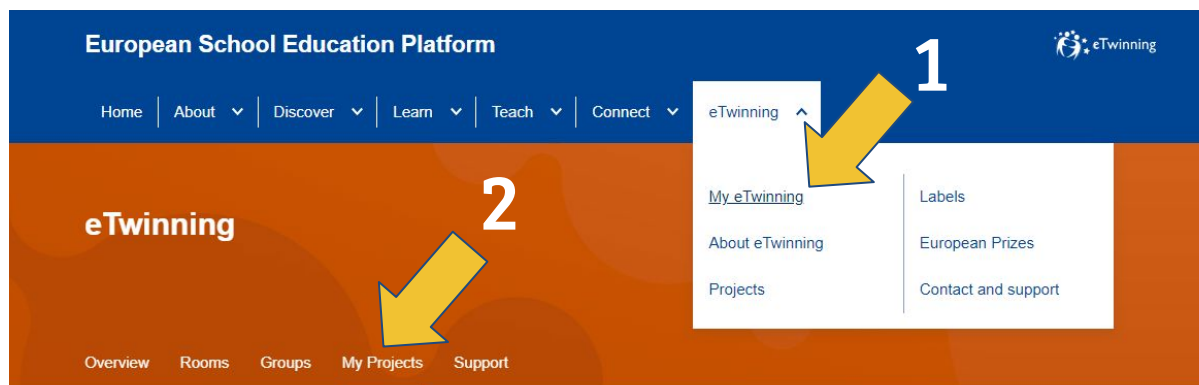 European School Education Platform
eTwinning
1
Home About Discover Learn Teach Connect eTwinning
My eTwinning Labels
2
eTwinning
About eTwinning European Prizes
Projects Contact and support
Overview Rooms Groups My Projects Support